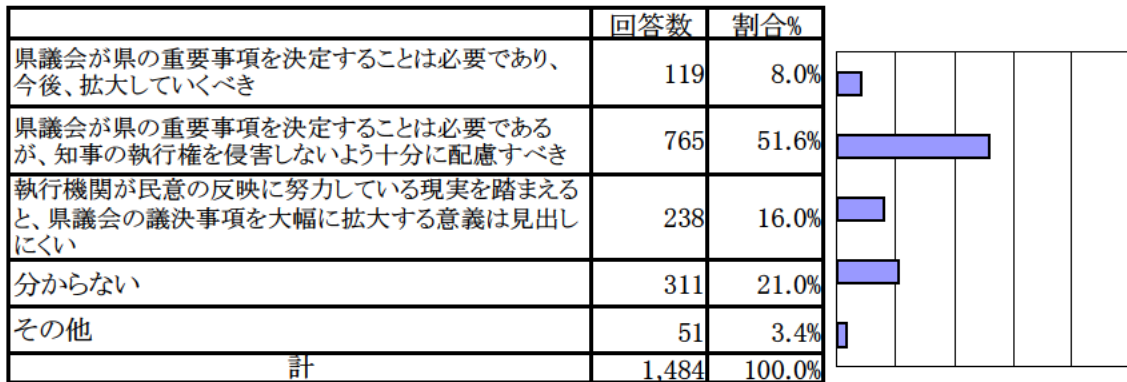 回答数 割合%
県議会が県の重要事項を決定することは必要であり、
今後、拡大していくべき
119 8.0%
県議会が県の重要事項を決定することは必要である
が、知事の執行権を侵害しないよう十分に配慮すべき
765 51.6%
執行機関が民意の反映に努力している現実を踏まえる
と、県議会の議決事項を大幅に拡大する意義は見出し
にくい
238 16.0%
分からない 311 21.0%
その他 51 3.4%
計 1,484 100.0%